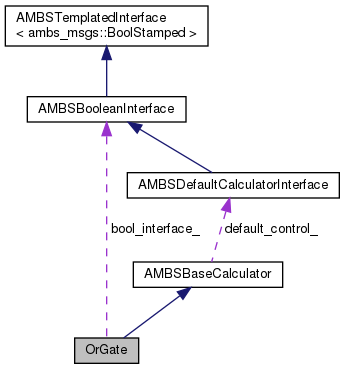 AMBSTemplatedInterface
< ambs_msgs::BoolStamped >
AMBSBooleanInterface
AMBSDefaultCalculatorInterface
bool_interface_
default_control_
AMBSBaseCalculator
OrGate